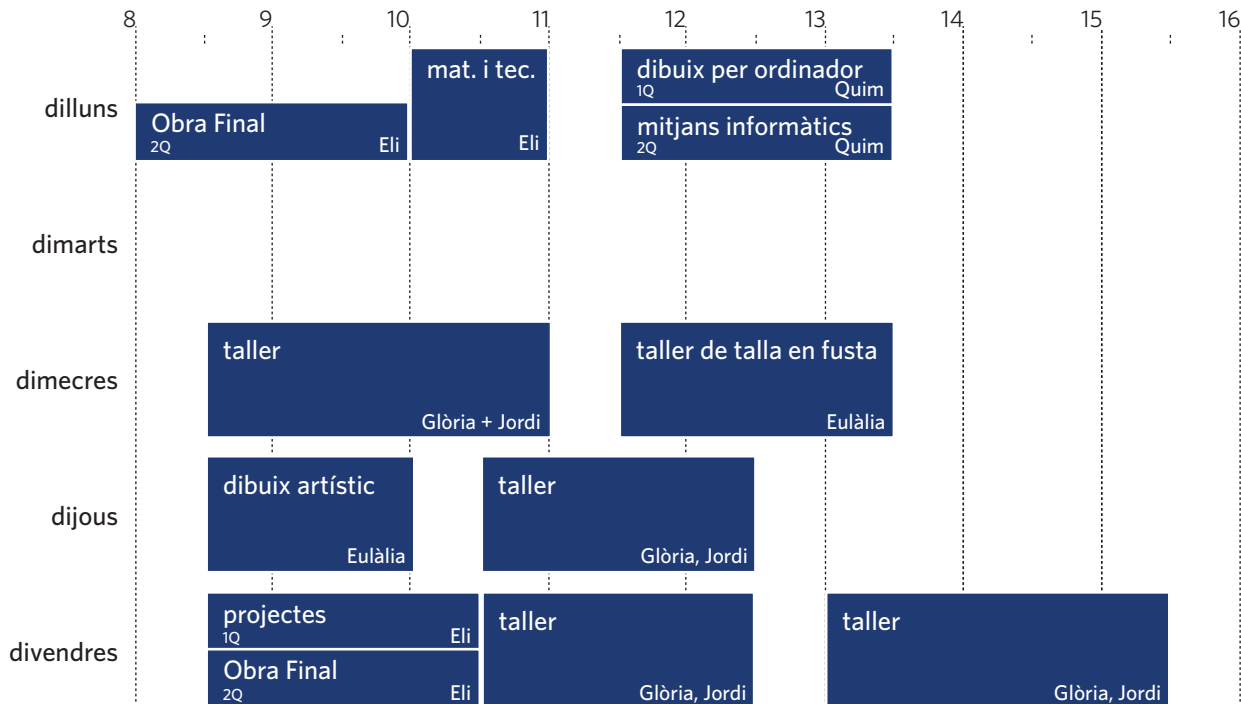 8 9 10 11 12 13 14 15 16
dilluns
Obra Final
2Q Eli
mat. i tec.
Eli
dibuix per ordinador
1Q Quim
mitjans informàtics
2Q Quim
dimarts
dimecres
taller
Glòria + Jordi
taller de talla en fusta
Eulàlia
dijous
dibuix artístic
Eulàlia
taller
Glòria, Jordi
divendres
projectes
1Q Eli
Obra Final
2Q Eli
taller
Glòria, Jordi
taller
Glòria, Jordi